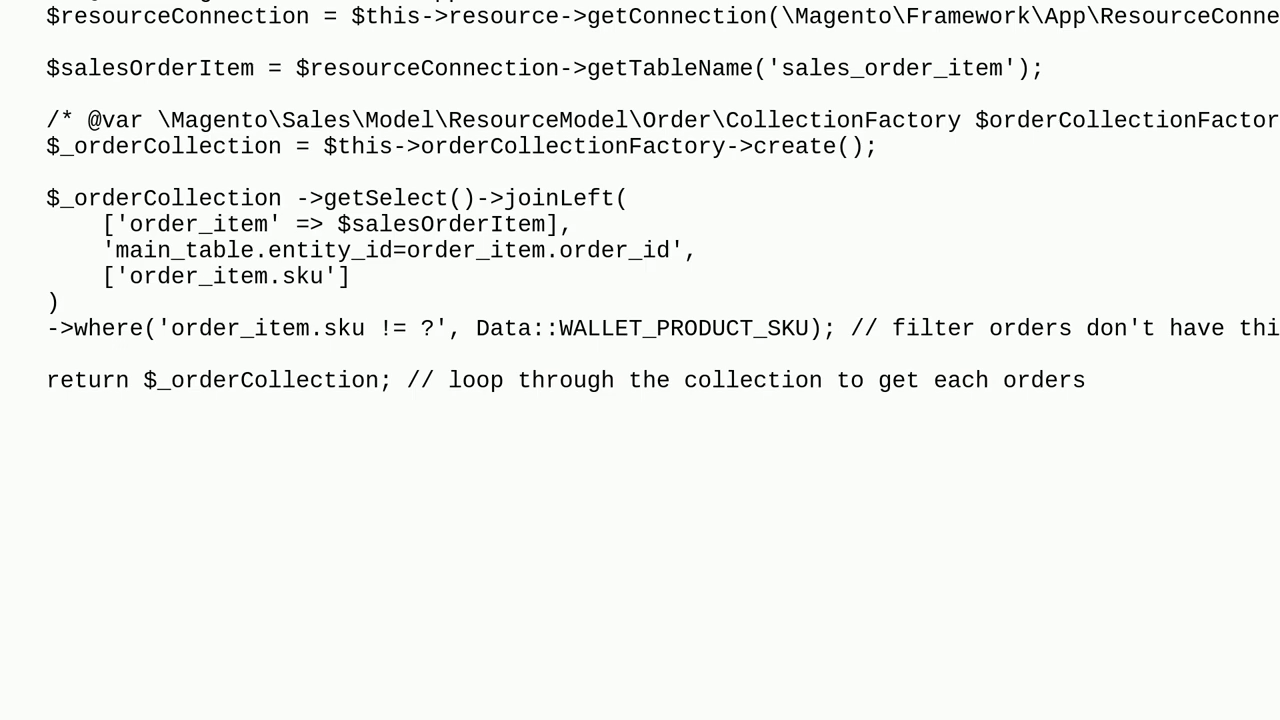 $resourceConnection = $this->resource->getConnection(\Magento\Framework\App\ResourceConne
$salesOrderItem = $resourceConnection->getTableName('sales_order_item');
/* @var \Magento\Sales\Model\ResourceModel\Order\CollectionFactory $orderCollectionFactor
$_orderCollection = $this->orderCollectionFactory->create();
$_orderCollection ->getSelect()->joinLeft(
    ['order_item' => $salesOrderItem],
    'main_table.entity_id=order_item.order_id',
    ['order_item.sku']
)
->where('order_item.sku != ?', Data::WALLET_PRODUCT_SKU); // filter orders don't have thi
return $_orderCollection; // loop through the collection to get each orders